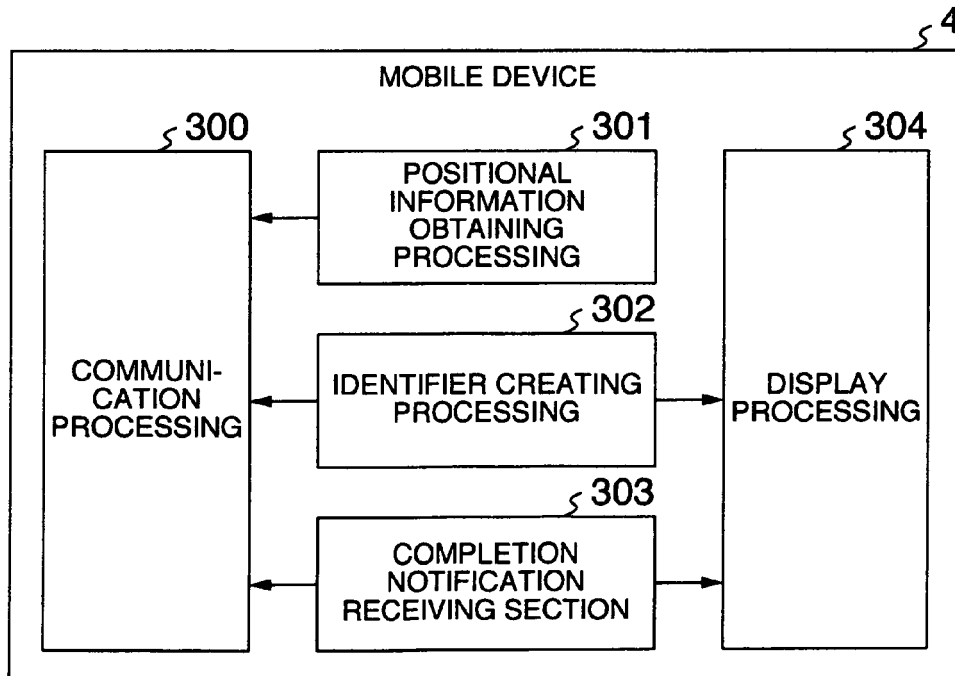 4
MOBILE DEVICE
300
COMMUNI-
CATION
PROCESSING
301
POSITIONAL
INFORMATION
OBTAINING
PROCESSING
302
IDENTIFIER CREATING
PROCESSING
303
COMPLETION
NOTIFICATION
RECEIVING SECTION
304
DISPLAY
PROCESSING